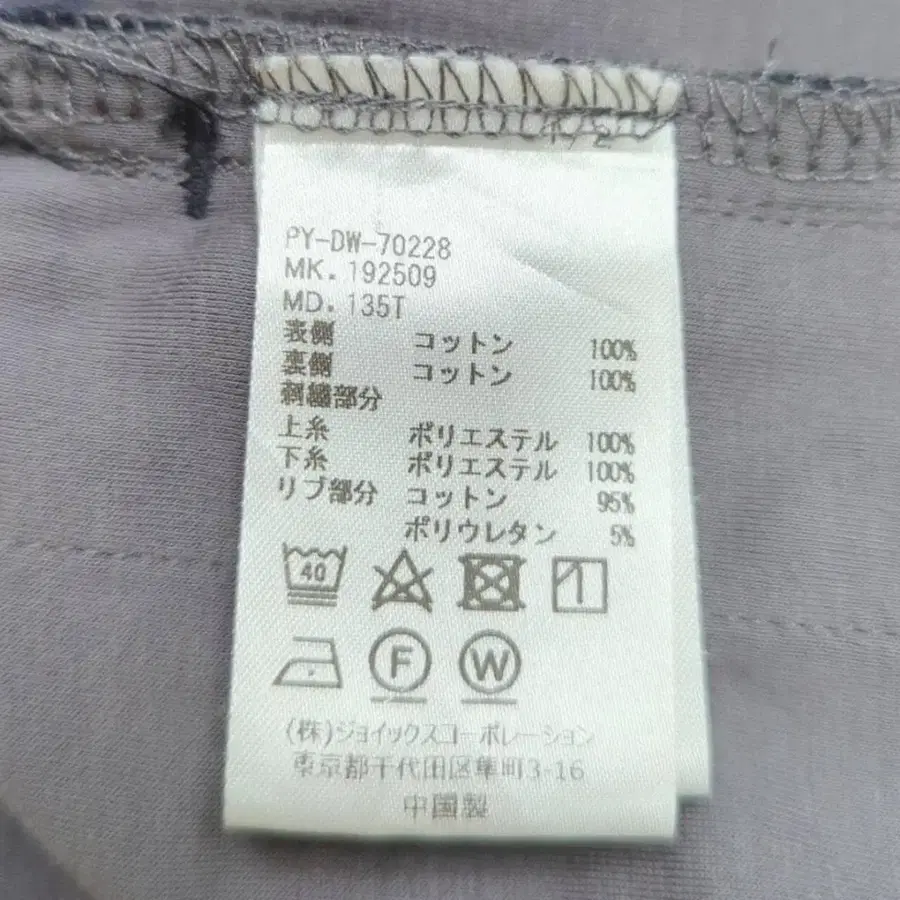 PY-DW-70228
MK. 192509
MD. 135T
表側 コットン 100%
裏側 コットン 100%
刺繍部分
上糸 ポリエステル 100%
下糸 ポリエステル 100%
リブ部分 コットン 95%
ポリウレタン 5%
40
F W
(株)ジョイックスコーポレーション
東京都千代田区隼町3-16
中国製